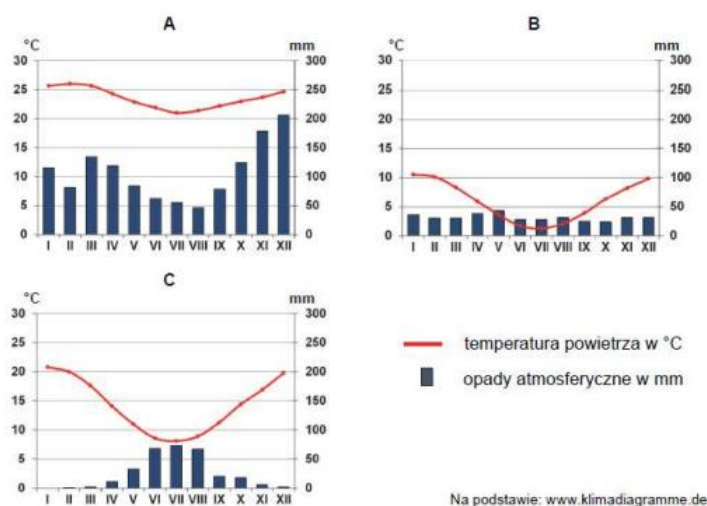 A
°C
mm
30
300
25
250
20
200
15
150
10
100
5
50
0
0
I II III IV V VI VII VIII IX X XI XII
B
°C
mm
30
300
25
250
20
200
15
150
10
100
5
50
0
0
I II III IV V VI VII VIII IX X XI XII
C
°C
mm
30
300
25
250
20
200
15
150
10
100
5
50
0
0
I II III IV V VI VII VIII IX X XI XII
temperatura powietrza w °C
opady atmosferyczne w mm
Na podstawie: www.klimadiagramme.de